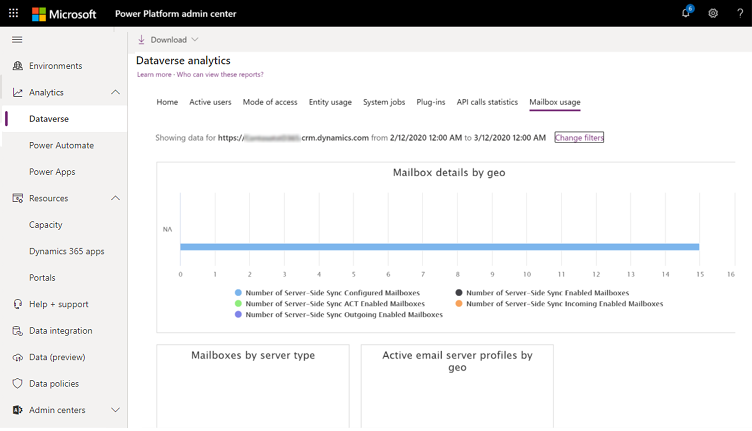 Microsoft
Power Platform admin center
6
?
Download
Environments
Analytics
Dataverse
Power Automate
Power Apps
Resources
Capacity
Dynamics 365 apps
Portals
Help + support
Data integration
Data (preview)
Data policies
Admin centers
Dataverse analytics
Learn more · Who can view these reports?
Home Active users Mode of access Entity usage System jobs Plug-ins API calls statistics Mailbox usage
Showing data for https:// .crm.dynamics.com from 2/12/2020 12:00 AM to 3/12/2020 12:00 AM Change filters
Mailbox details by geo
NA
0 1 2 3 4 5 6 7 8 9 10 11 12 13 14 15 16
Number of Server-Side Sync Configured Mailboxes Number of Server-Side Sync Enabled Mailboxes
Number of Server-Side Sync ACT Enabled Mailboxes Number of Server-Side Sync Incoming Enabled Mailboxes
Number of Server-Side Sync Outgoing Enabled Mailboxes
Mailboxes by server type
Active email server profiles by
geo